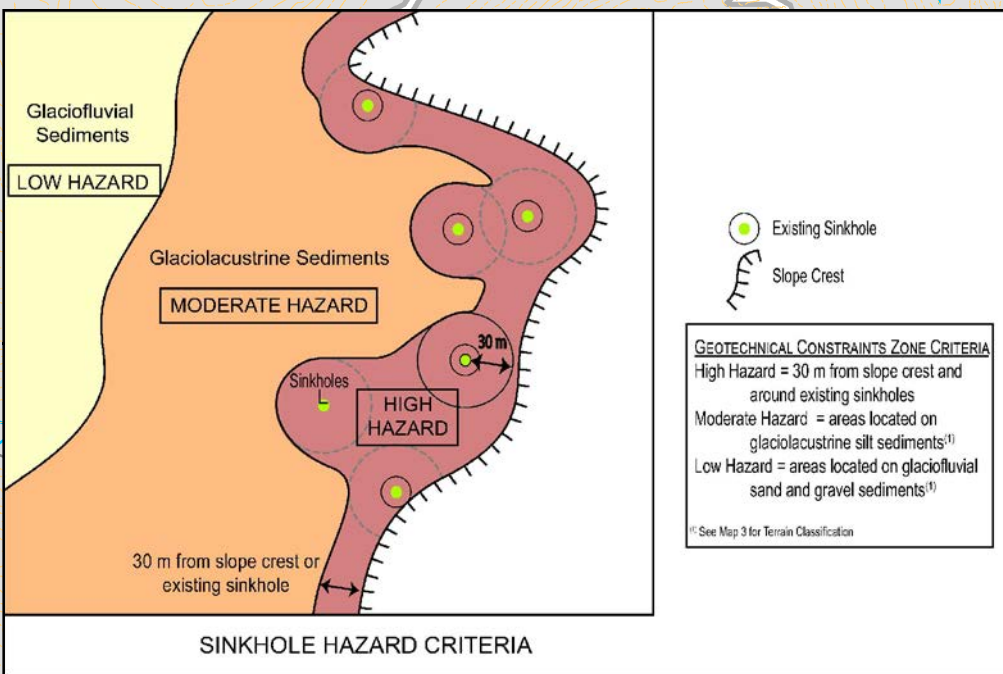 Glaciofluvial
Sediments
LOW HAZARD
Glaciolacustrine Sediments
MODERATE HAZARD
30 m
Sinkholes
HIGH
HAZARD
30 m from slope crest or
existing sinkhole
Existing Sinkhole
Slope Crest
GEOTECHNICAL CONSTRAINTS ZONE CRITERIA
High Hazard = 30 m from slope crest and
around existing sinkholes
Moderate Hazard = areas located on
glaciolacustrine silt sediments(1)
Low Hazard = areas located on glaciofluvial
sand and gravel sediments(1)
(1) See Map 3 for Terrain Classification
SINKHOLE HAZARD CRITERIA